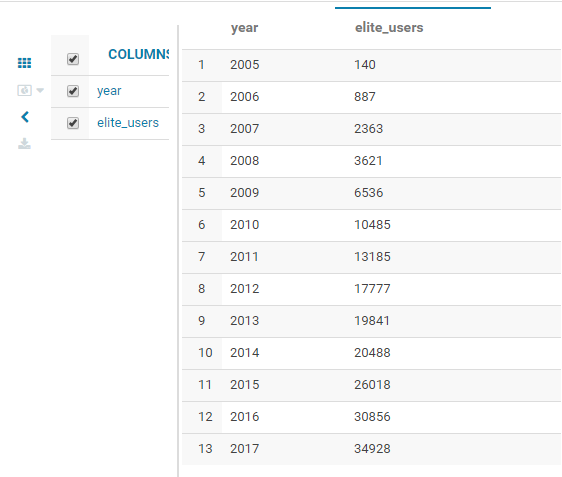 year elite_users
COLUMNS
year
elite_users
1 2005 140
2 2006 887
3 2007 2363
4 2008 3621
5 2009 6536
6 2010 10485
7 2011 13185
8 2012 17777
9 2013 19841
10 2014 20488
11 2015 26018
12 2016 30856
13 2017 34928